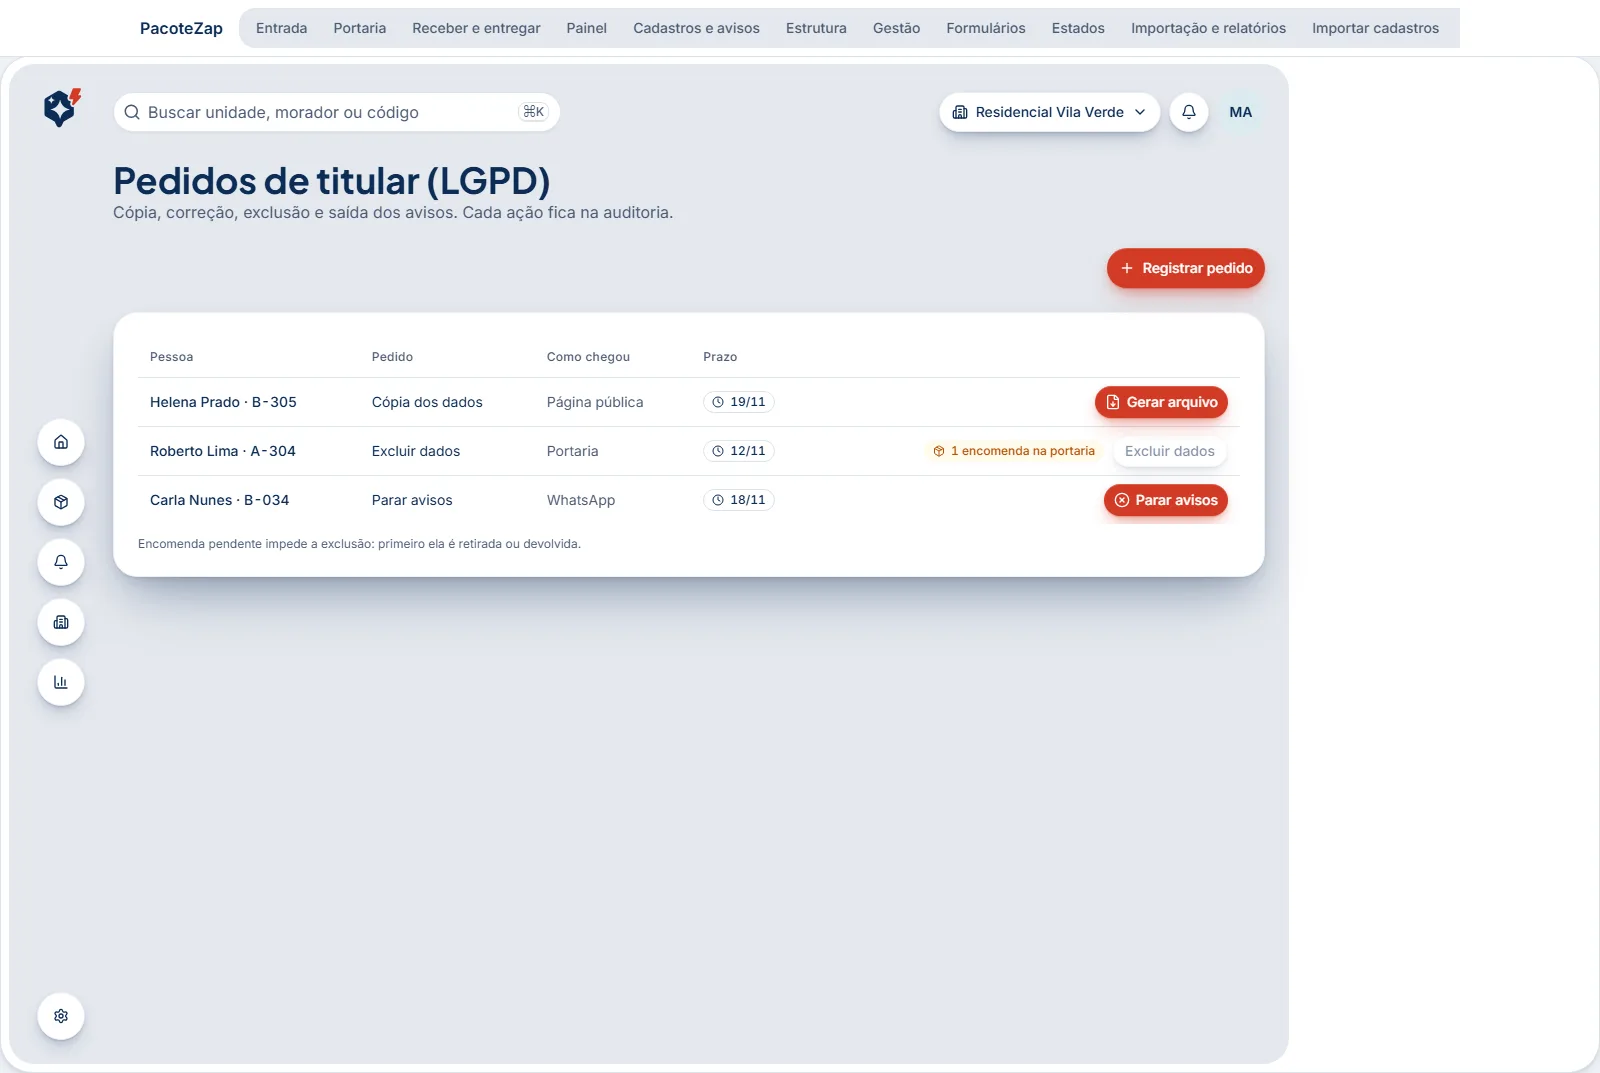 PacoteZap Entrada Portaria Receber e entregar Painel Cadastros e avisos Estrutura Gestão Formulários Estados Importação e relatórios Importar cadastros
Buscar unidade, morador ou código ⌘K Residencial Vila Verde MA
Pedidos de titular (LGPD)
Cópia, correção, exclusão e saída dos avisos. Cada ação fica na auditoria.
Registrar pedido
Pessoa Pedido Como chegou Prazo
Helena Prado · B-305 Cópia dos dados Página pública 19/11 Gerar arquivo
Roberto Lima · A-304 Excluir dados Portaria 12/11 1 encomenda na portaria Excluir dados
Carla Nunes · B-034 Parar avisos WhatsApp 18/11 Parar avisos
Encomenda pendente impede a exclusão: primeiro ela é retirada ou devolvida.